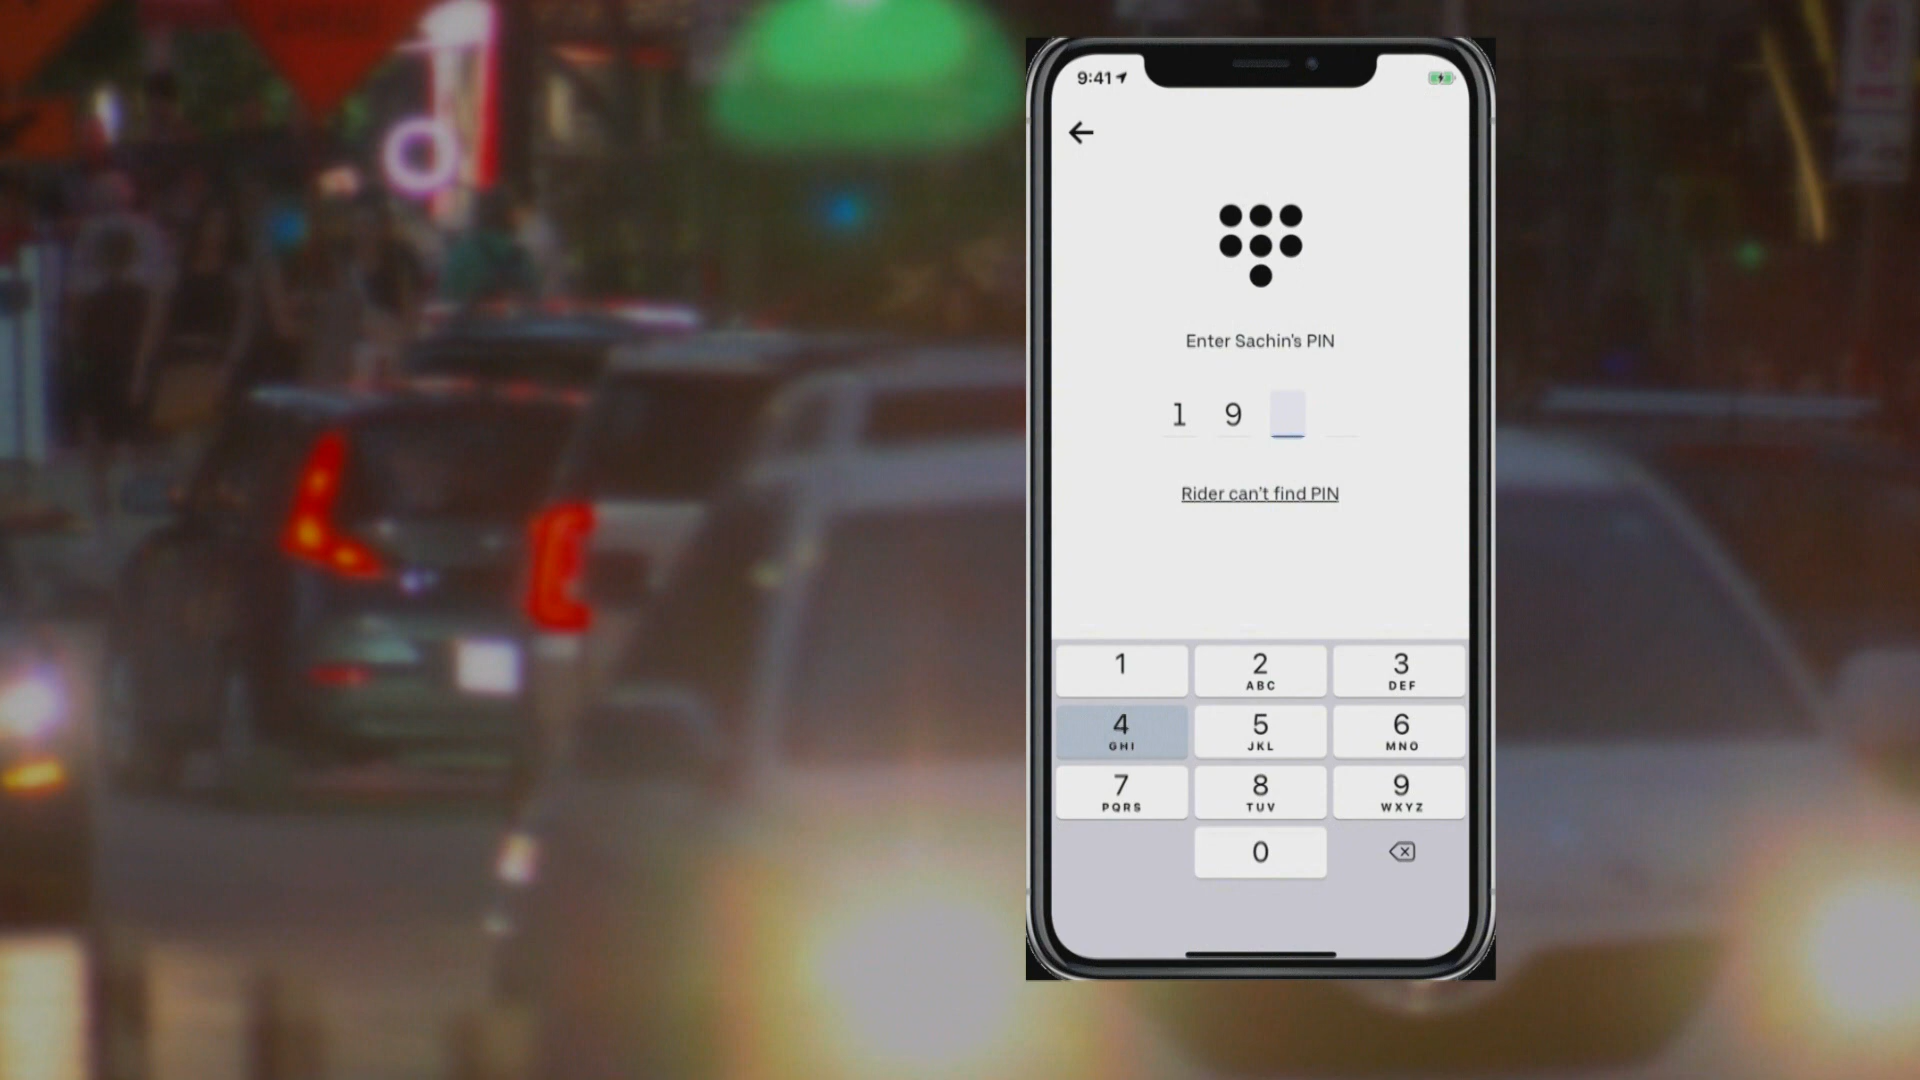 9:41
Enter Sachin's PIN
1 9
Rider can't find PIN
1
2
ABC
3
DEF
4
GHI
5
JKL
6
MNO
7
PQRS
8
TUV
9
WXYZ
0